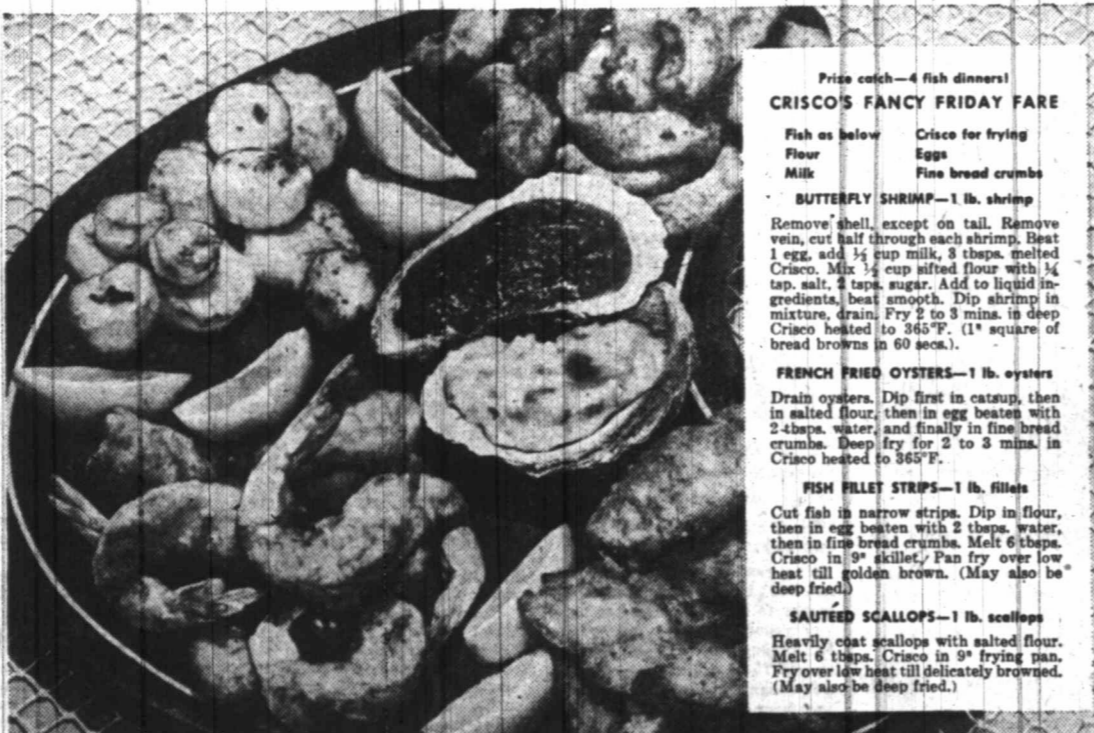 Prize catch—4 fish dinners!
CRISCO'S FANCY FRIDAY FARE
Fish as below Crisco for frying
Flour Eggs
Milk Fine bread crumbs
BUTTERFLY SHRIMP—1 lb. shrimp
Remove shell, except on tail. Remove
vein, cut half through each shrimp. Beat
1 egg, add ½ cup milk, 3 tbsps. melted
Crisco. Mix ½ cup sifted flour with ¼
tsp. salt, 2 tsps. sugar. Add to liquid in-
gredients, beat smooth. Dip shrimp in
mixture, drain. Fry 2 to 3 mins. in deep
Crisco heated to 365°F. (1" square of
bread browns in 60 secs.).
FRENCH FRIED OYSTERS—1 lb. oysters
Drain oysters. Dip first in catsup, then
in salted flour, then in egg beaten with
2 tbsps. water, and finally in fine bread
crumbs. Deep fry for 2 to 3 mins. in
Crisco heated to 365°F.
FISH FILLET STRIPS—1 lb. fillets
Cut fish in narrow strips. Dip in flour,
then in egg beaten with 2 tbsps. water,
then in fine bread crumbs. Melt 6 tbsps.
Crisco in 9" skillet. Pan fry over low
heat till golden brown. (May also be
deep fried.)
SAUTÉED SCALLOPS—1 lb. scallops
Heavily coat scallops with salted flour.
Melt 6 tbsps. Crisco in 9" frying pan.
Fry over low heat till delicately browned.
(May also be deep fried.)